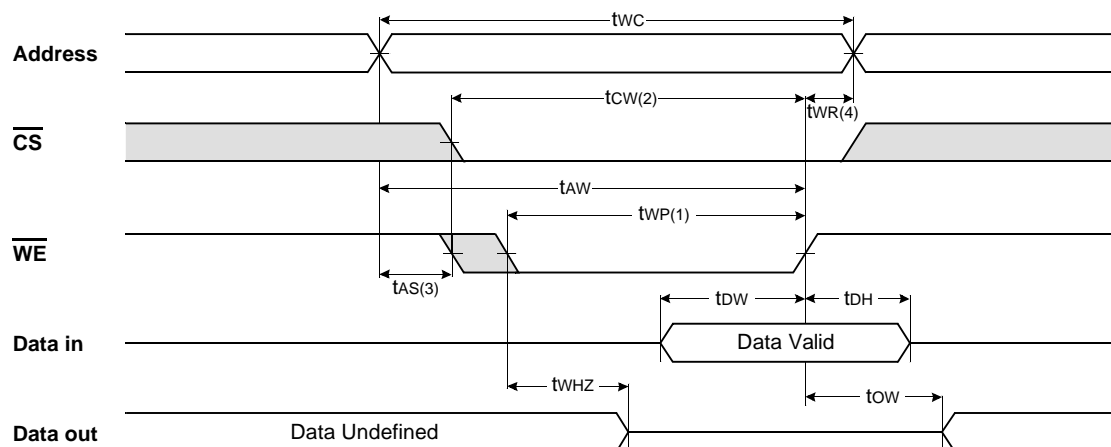 tWC
Address
tCW(2)
tWR(4)
CS
tAW
tWP(1)
WE
tAS(3)
tDW
tDH
Data in
Data Valid
tWHZ
tOW
Data out
Data Undefined